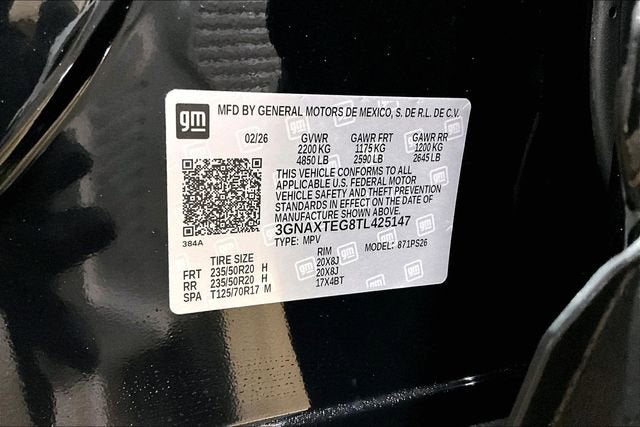 gm MFD BY GENERAL MOTORS DE MEXICO, S. DE R.L. DE C.V.
02/26 GVWR GAWR FRT GAWR RR
2200 KG 1175 KG 1200 KG
4850 LB 2590 LB 2645 LB
THIS VEHICLE CONFORMS TO ALL
APPLICABLE U.S. FEDERAL MOTOR
VEHICLE SAFETY AND THEFT PREVENTION
STANDARDS IN EFFECT ON THE DATE OF
MANUFACTURE SHOWN ABOVE.
3GNAXTEG8TL425147
384A
TYPE: MPV MODEL: 871PS26
TIRE SIZE RIM
FRT 235/50R20 H 20X8J
RR 235/50R20 H 20X8J
SPA T125/70R17 M 17X4BT